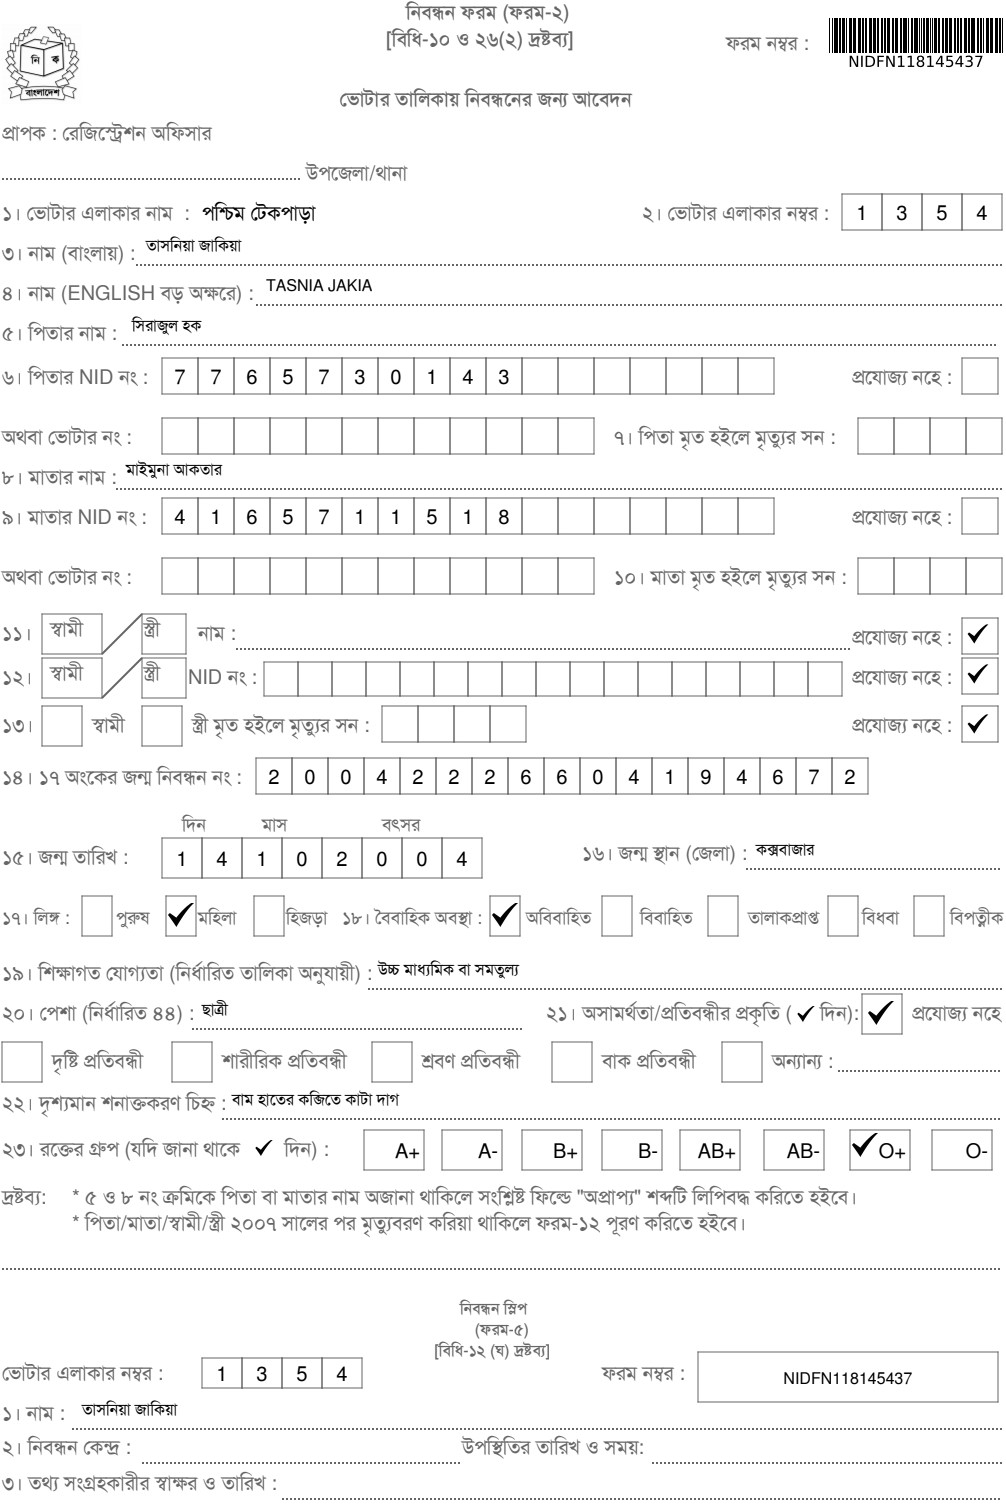 নিবন্ধন ফরম (ফরম-২)
[বিধি-১০ ও ২৬(২) দ্রষ্টব্য]
ফরম নম্বর :
NIDFN118145437
নি ক
বাংলাদেশ
ভোটার তালিকায় নিবন্ধনের জন্য আবেদন
প্রাপক : রেজিস্ট্রেশন অফিসার
উপজেলা/থানা
১। ভোটার এলাকার নাম : পশ্চিম টেকপাড়া ২। ভোটার এলাকার নম্বর : 1 3 5 4
৩। নাম (বাংলায়) : তাসনিয়া জাকিয়া
৪। নাম (ENGLISH বড় অক্ষরে) : TASNIA JAKIA
৫। পিতার নাম : সিরাজুল হক
৬। পিতার NID নং : 7 7 6 5 7 3 0 1 4 3 প্রযোজ্য নহে :
অথবা ভোটার নং : ৭। পিতা মৃত হইলে মৃত্যুর সন :
৮। মাতার নাম : মাইমুনা আকতার
৯। মাতার NID নং : 4 1 6 5 7 1 1 5 1 8 প্রযোজ্য নহে :
অথবা ভোটার নং : ১০। মাতা মৃত হইলে মৃত্যুর সন :
১১। স্বামী / স্ত্রী নাম : প্রযোজ্য নহে : ✓
১২। স্বামী / স্ত্রী NID নং : প্রযোজ্য নহে : ✓
১৩। স্বামী স্ত্রী মৃত হইলে মৃত্যুর সন : প্রযোজ্য নহে : ✓
১৪। ১৭ অংকের জন্ম নিবন্ধন নং : 2 0 0 4 2 2 2 6 6 0 4 1 9 4 6 7 2
দিন মাস বৎসর
১৫। জন্ম তারিখ : 1 4 1 0 2 0 0 4 ১৬। জন্ম স্থান (জেলা) : কক্সবাজার
১৭। লিঙ্গ : পুরুষ ✓ মহিলা হিজড়া ১৮। বৈবাহিক অবস্থা : ✓ অবিবাহিত বিবাহিত তালাকপ্রাপ্ত বিধবা বিপত্নীক
১৯। শিক্ষাগত যোগ্যতা (নির্ধারিত তালিকা অনুযায়ী) : উচ্চ মাধ্যমিক বা সমতুল্য
২০। পেশা (নির্ধারিত ৪৪) : ছাত্রী ২১। অসামর্থতা/প্রতিবন্ধীর প্রকৃতি ( ✓ দিন): ✓ প্রযোজ্য নহে
দৃষ্টি প্রতিবন্ধী শারীরিক প্রতিবন্ধী শ্রবণ প্রতিবন্ধী বাক প্রতিবন্ধী অন্যান্য :
২২। দৃশ্যমান শনাক্তকরণ চিহ্ন : বাম হাতের কব্জিতে কাটা দাগ
২৩। রক্তের গ্রুপ (যদি জানা থাকে ✓ দিন) : A+ A- B+ B- AB+ AB- ✓ O+ O-
দ্রষ্টব্য: * ৫ ও ৮ নং ক্রমিকে পিতা বা মাতার নাম অজানা থাকিলে সংশ্লিষ্ট ফিল্ডে "অপ্রাপ্য" শব্দটি লিপিবদ্ধ করিতে হইবে।
* পিতা/মাতা/স্বামী/স্ত্রী ২০০৭ সালের পর মৃত্যুবরণ করিয়া থাকিলে ফরম-১২ পূরণ করিতে হইবে।
নিবন্ধন স্লিপ
(ফরম-৫)
[বিধি-১২ (ঘ) দ্রষ্টব্য]
ভোটার এলাকার নম্বর : 1 3 5 4 ফরম নম্বর : NIDFN118145437
১। নাম : তাসনিয়া জাকিয়া
২। নিবন্ধন কেন্দ্র : উপস্থিতির তারিখ ও সময়:
৩। তথ্য সংগ্রহকারীর স্বাক্ষর ও তারিখ :